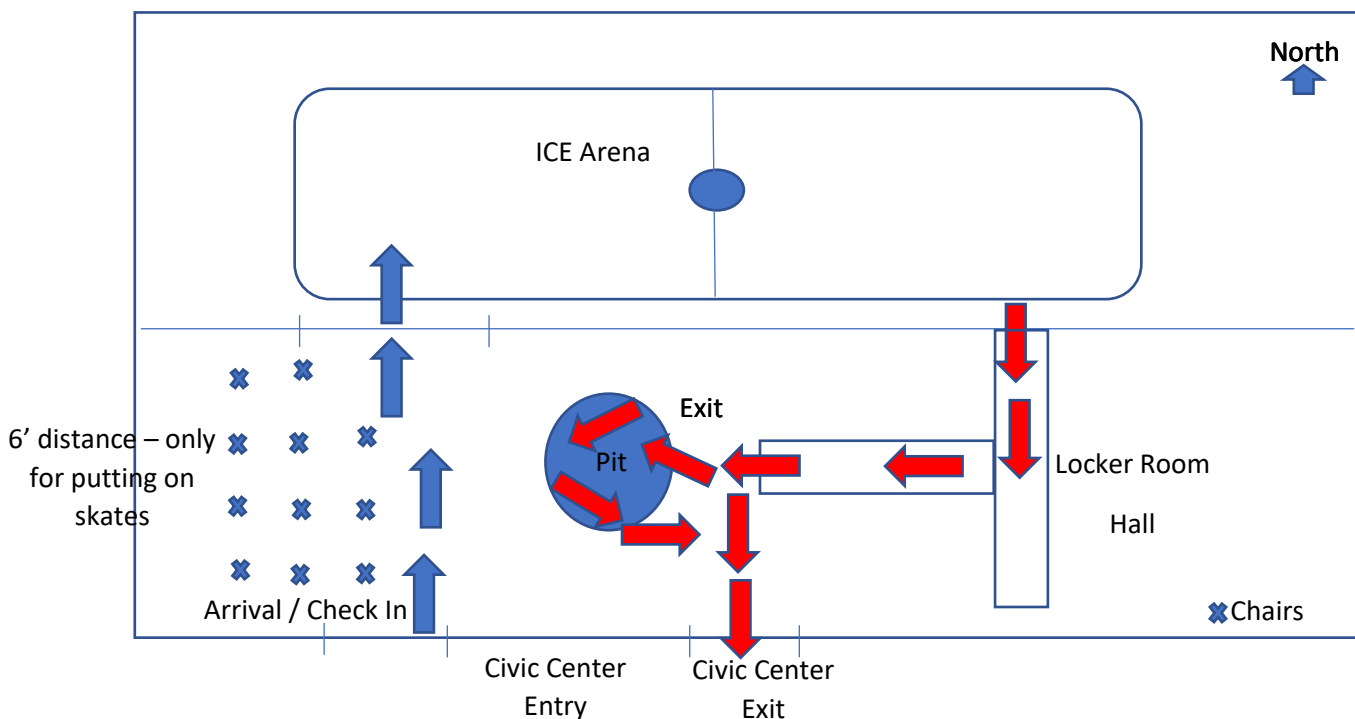 North
ICE Arena
Exit
6’ distance – only
for putting on
skates
Pit
Locker Room
Hall
Arrival / Check In
Chairs
Civic Center
Entry
Civic Center
Exit